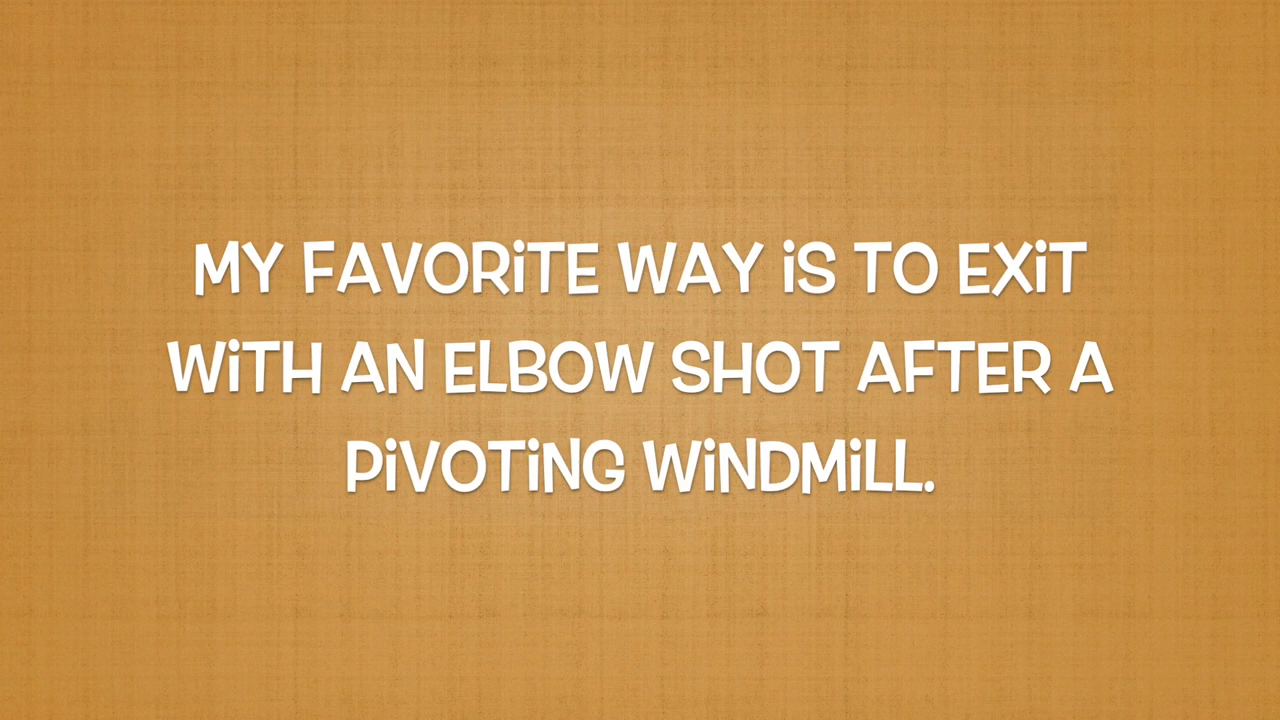 MY FAVORiTE WAY iS TO EXiT
WiTH AN ELBOW SHOT AFTER A
PiVOTiNG WiNDMiLL.